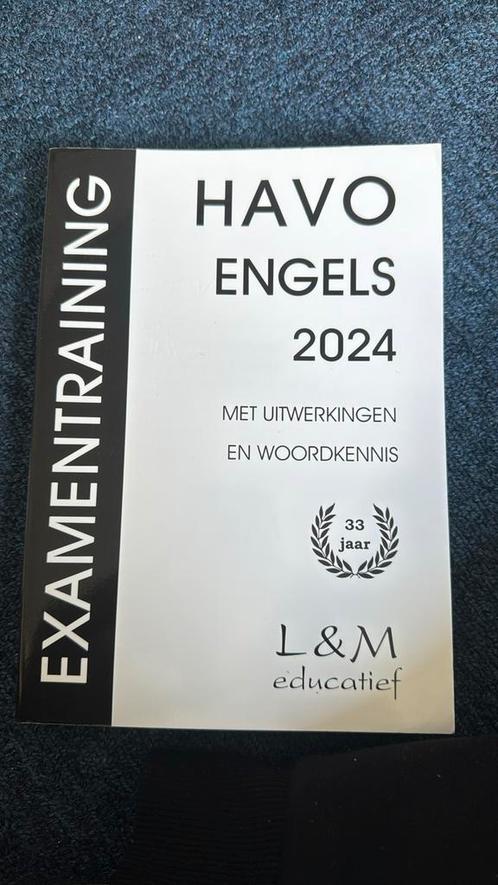 EXAMENTRAINING
HAVO
ENGELS
2024
MET UITWERKINGEN
EN WOORDKENNIS
33
jaar
L&M
educatief